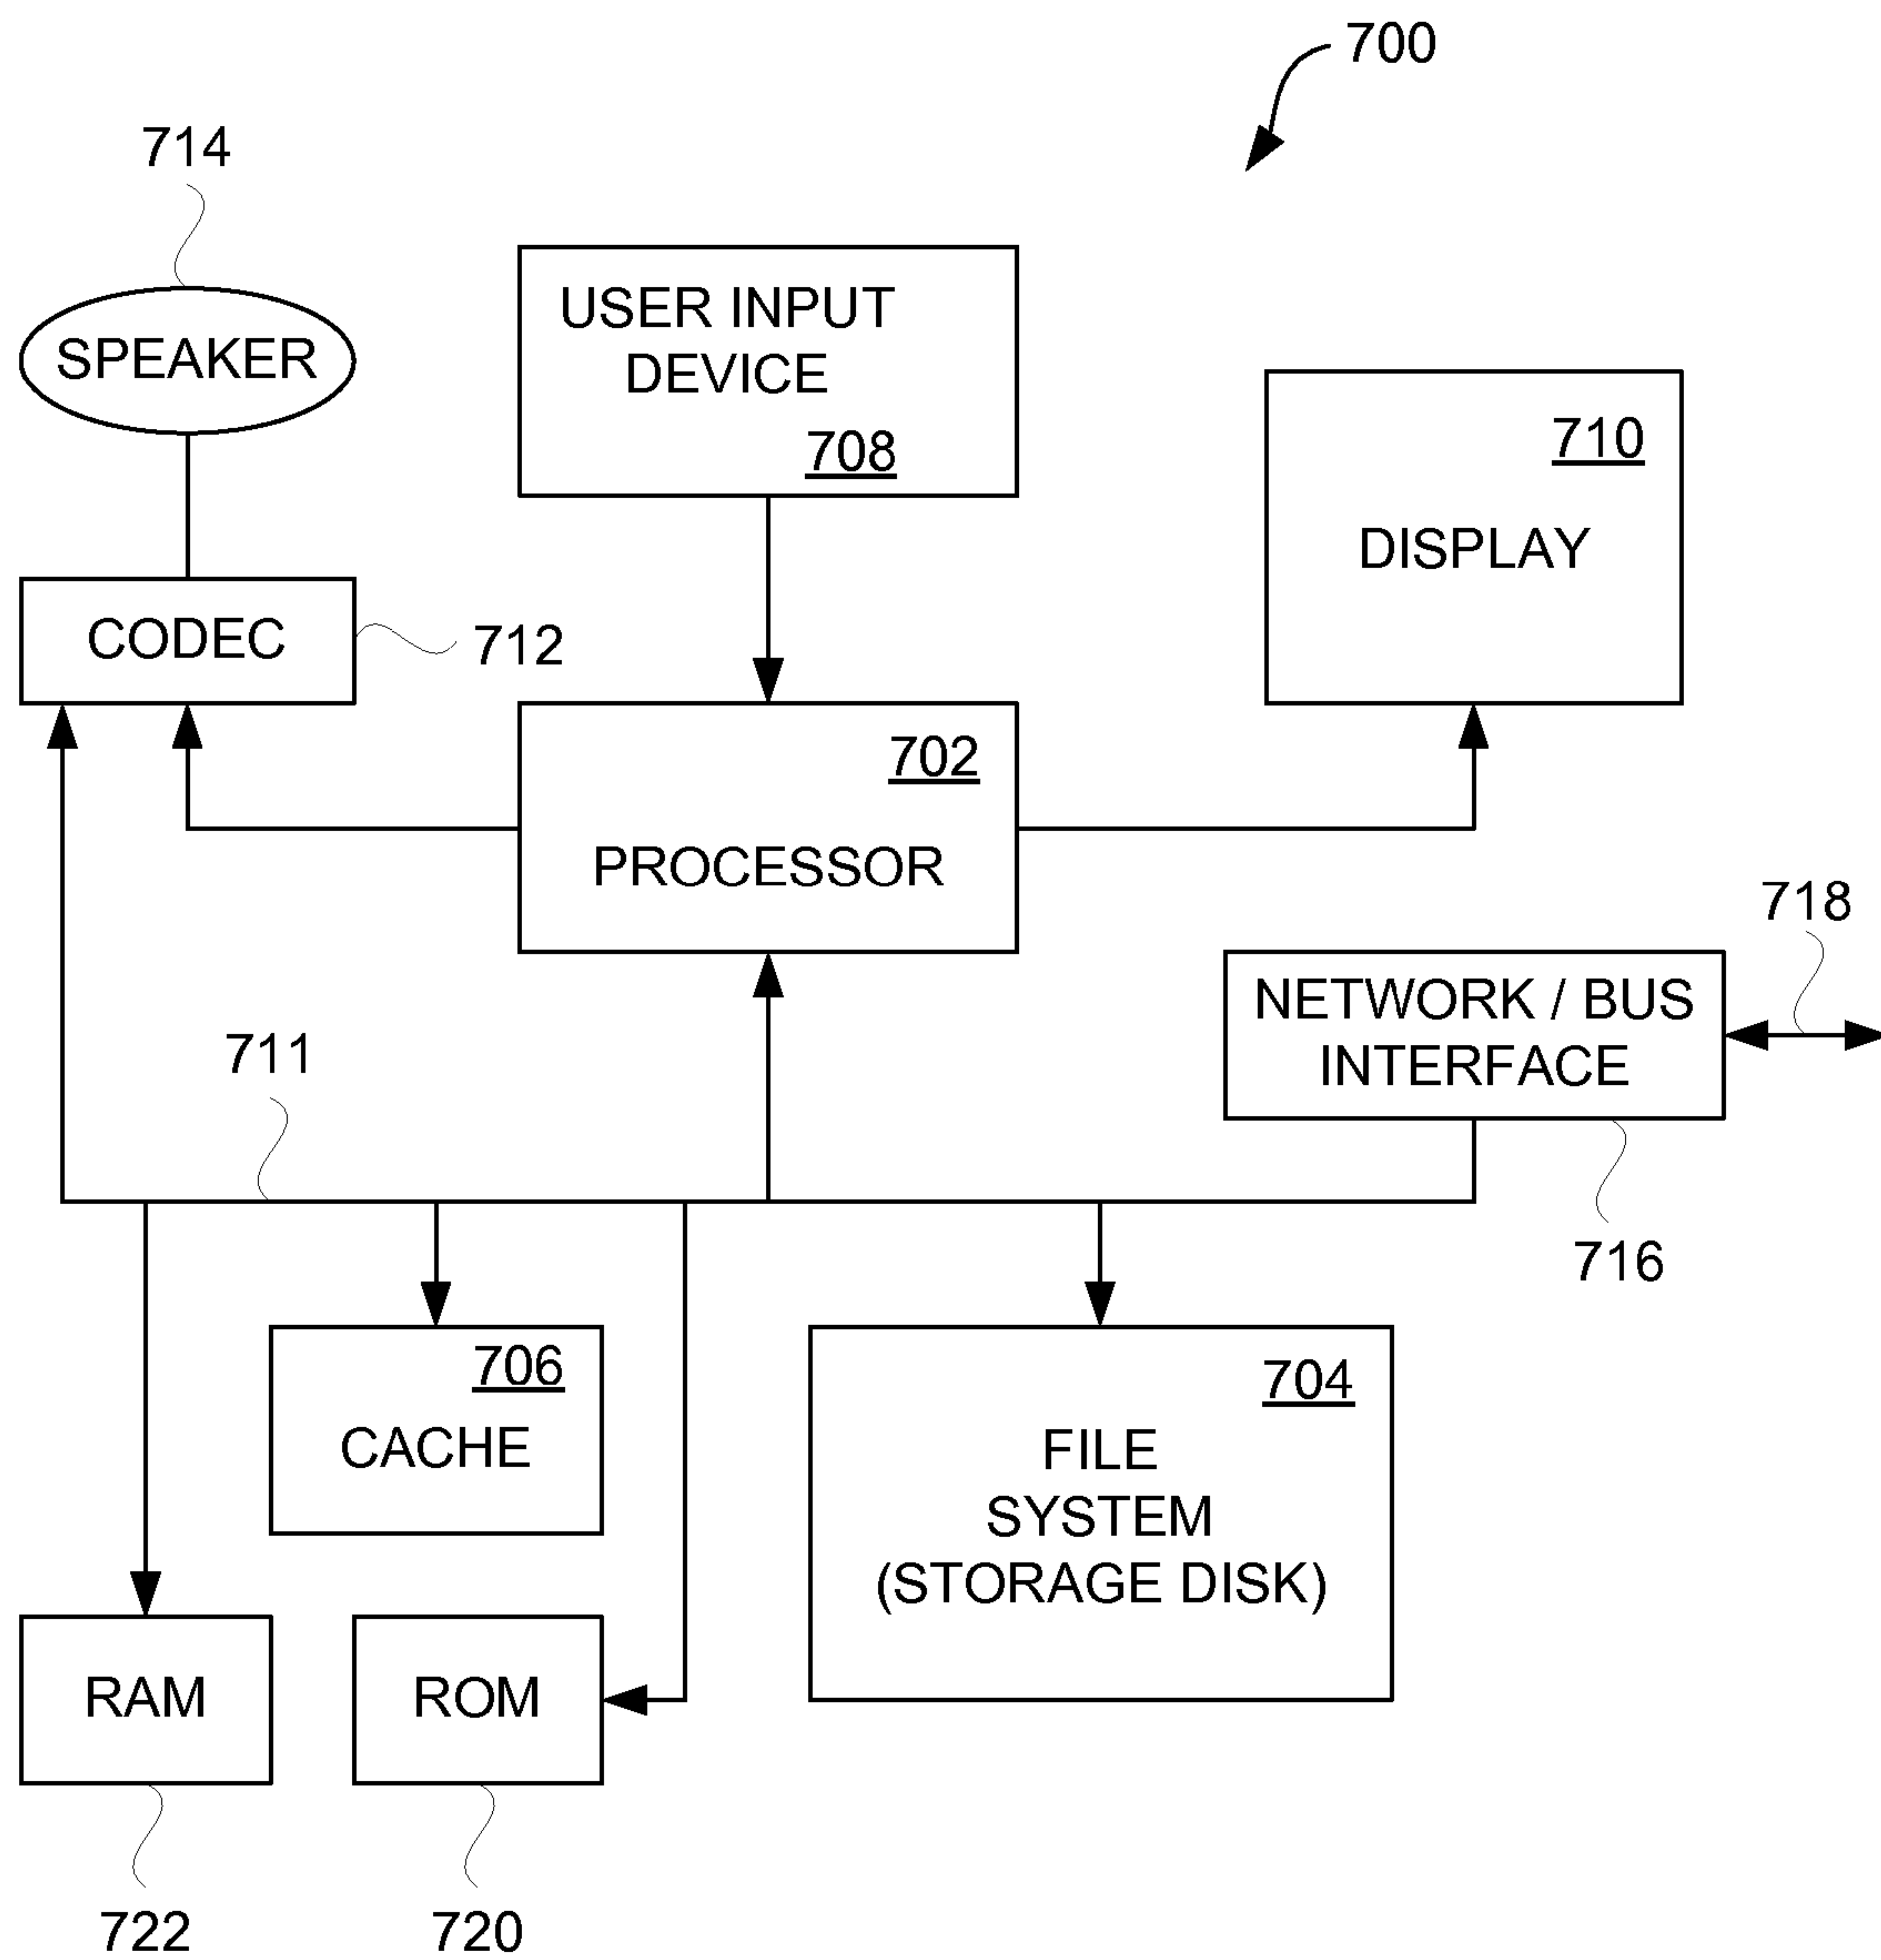 700
714
SPEAKER
USER INPUT
DEVICE
708
710
DISPLAY
CODEC
712
702
PROCESSOR
718
NETWORK / BUS
INTERFACE
711
716
706
CACHE
704
FILE
SYSTEM
(STORAGE DISK)
RAM
ROM
722
720